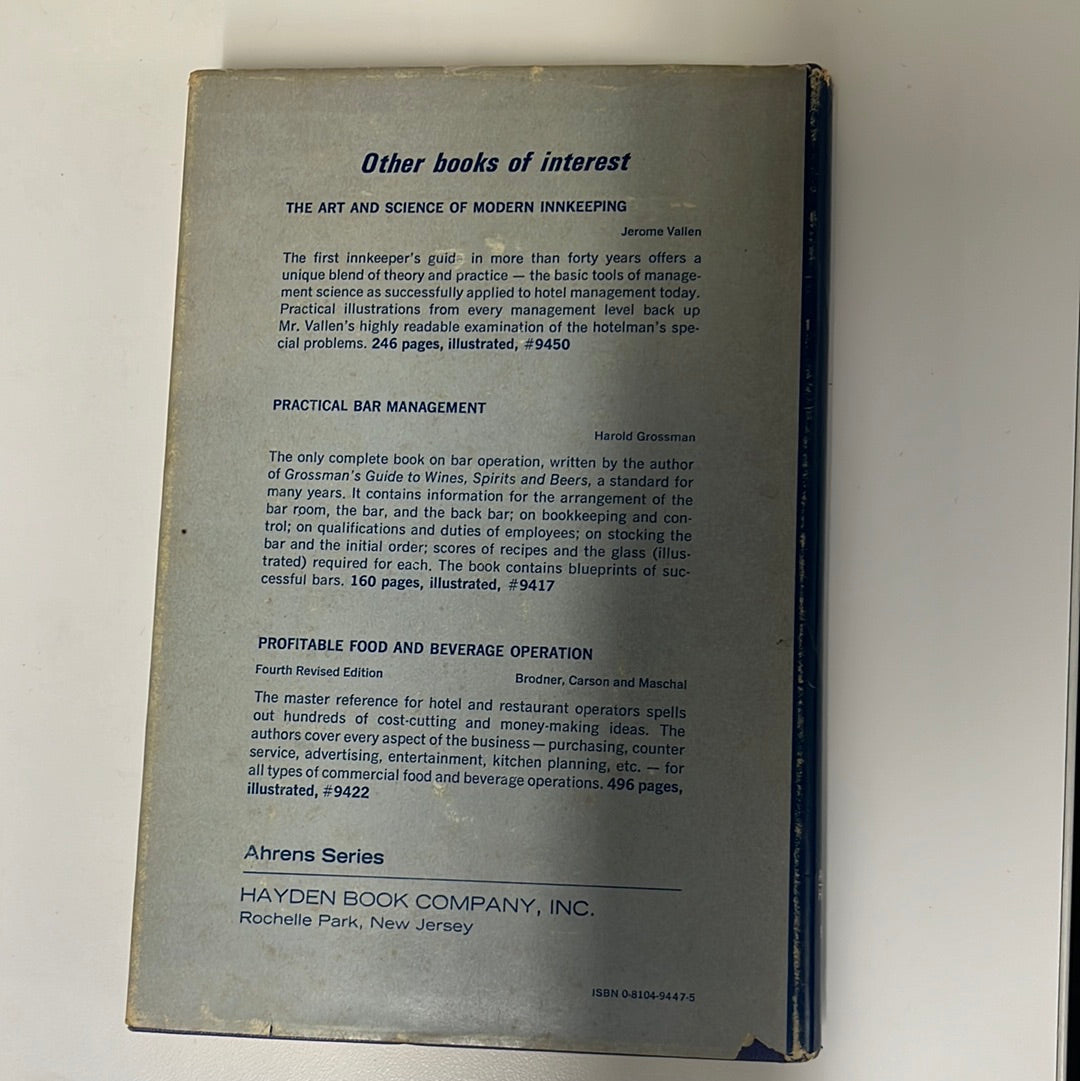 Other books of interest
THE ART AND SCIENCE OF MODERN INNKEEPING
Jerome Vallen
The first innkeeper's guid in more than forty years offers a
unique blend of theory and practice — the basic tools of manage-
ment science as successfully applied to hotel management today.
Practical illustrations from every management level back up
Mr. Vallen's highly readable examination of the hotelman's spe-
cial problems. 246 pages, illustrated, #9450
PRACTICAL BAR MANAGEMENT
Harold Grossman
The only complete book on bar operation, written by the author
of Grossman's Guide to Wines, Spirits and Beers, a standard for
many years. It contains information for the arrangement of the
bar room, the bar, and the back bar; on bookkeeping and con-
trol; on qualifications and duties of employees; on stocking the
bar and the initial order; scores of recipes and the glass (illus-
trated) required for each. The book contains blueprints of suc-
cessful bars. 160 pages, illustrated, #9417
PROFITABLE FOOD AND BEVERAGE OPERATION
Fourth Revised Edition Brodner, Carson and Maschal
The master reference for hotel and restaurant operators spells
out hundreds of cost-cutting and money-making ideas. The
authors cover every aspect of the business — purchasing, counter
service, advertising, entertainment, kitchen planning, etc. — for
all types of commercial food and beverage operations. 496 pages,
illustrated, #9422
Ahrens Series
HAYDEN BOOK COMPANY, INC.
Rochelle Park, New Jersey
ISBN 0-8104-9447-5